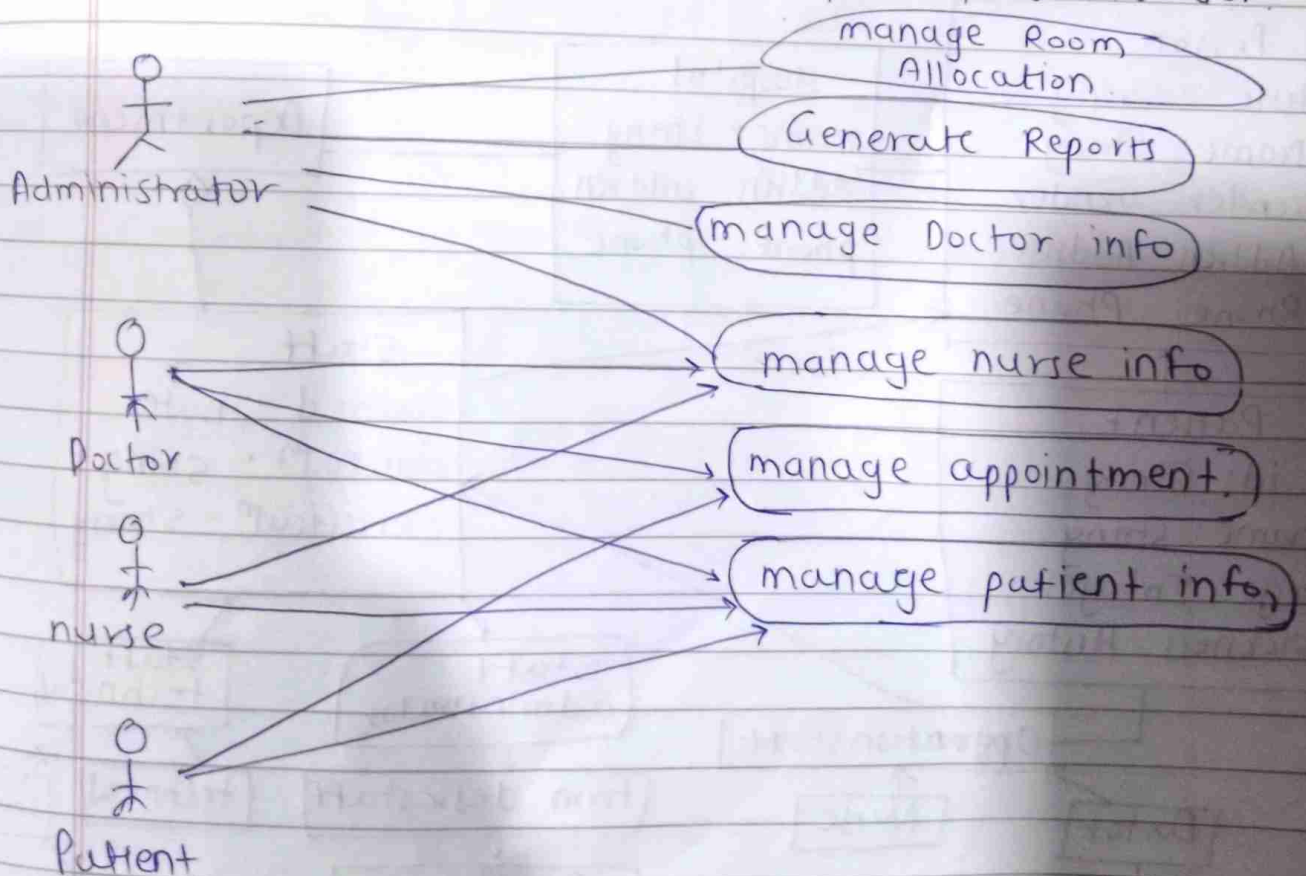 manage Room
Allocation
Generate Reports
Administrator
manage Doctor info
manage nurse info
Doctor
manage appointment.
manage patient info,
nurse
Patient